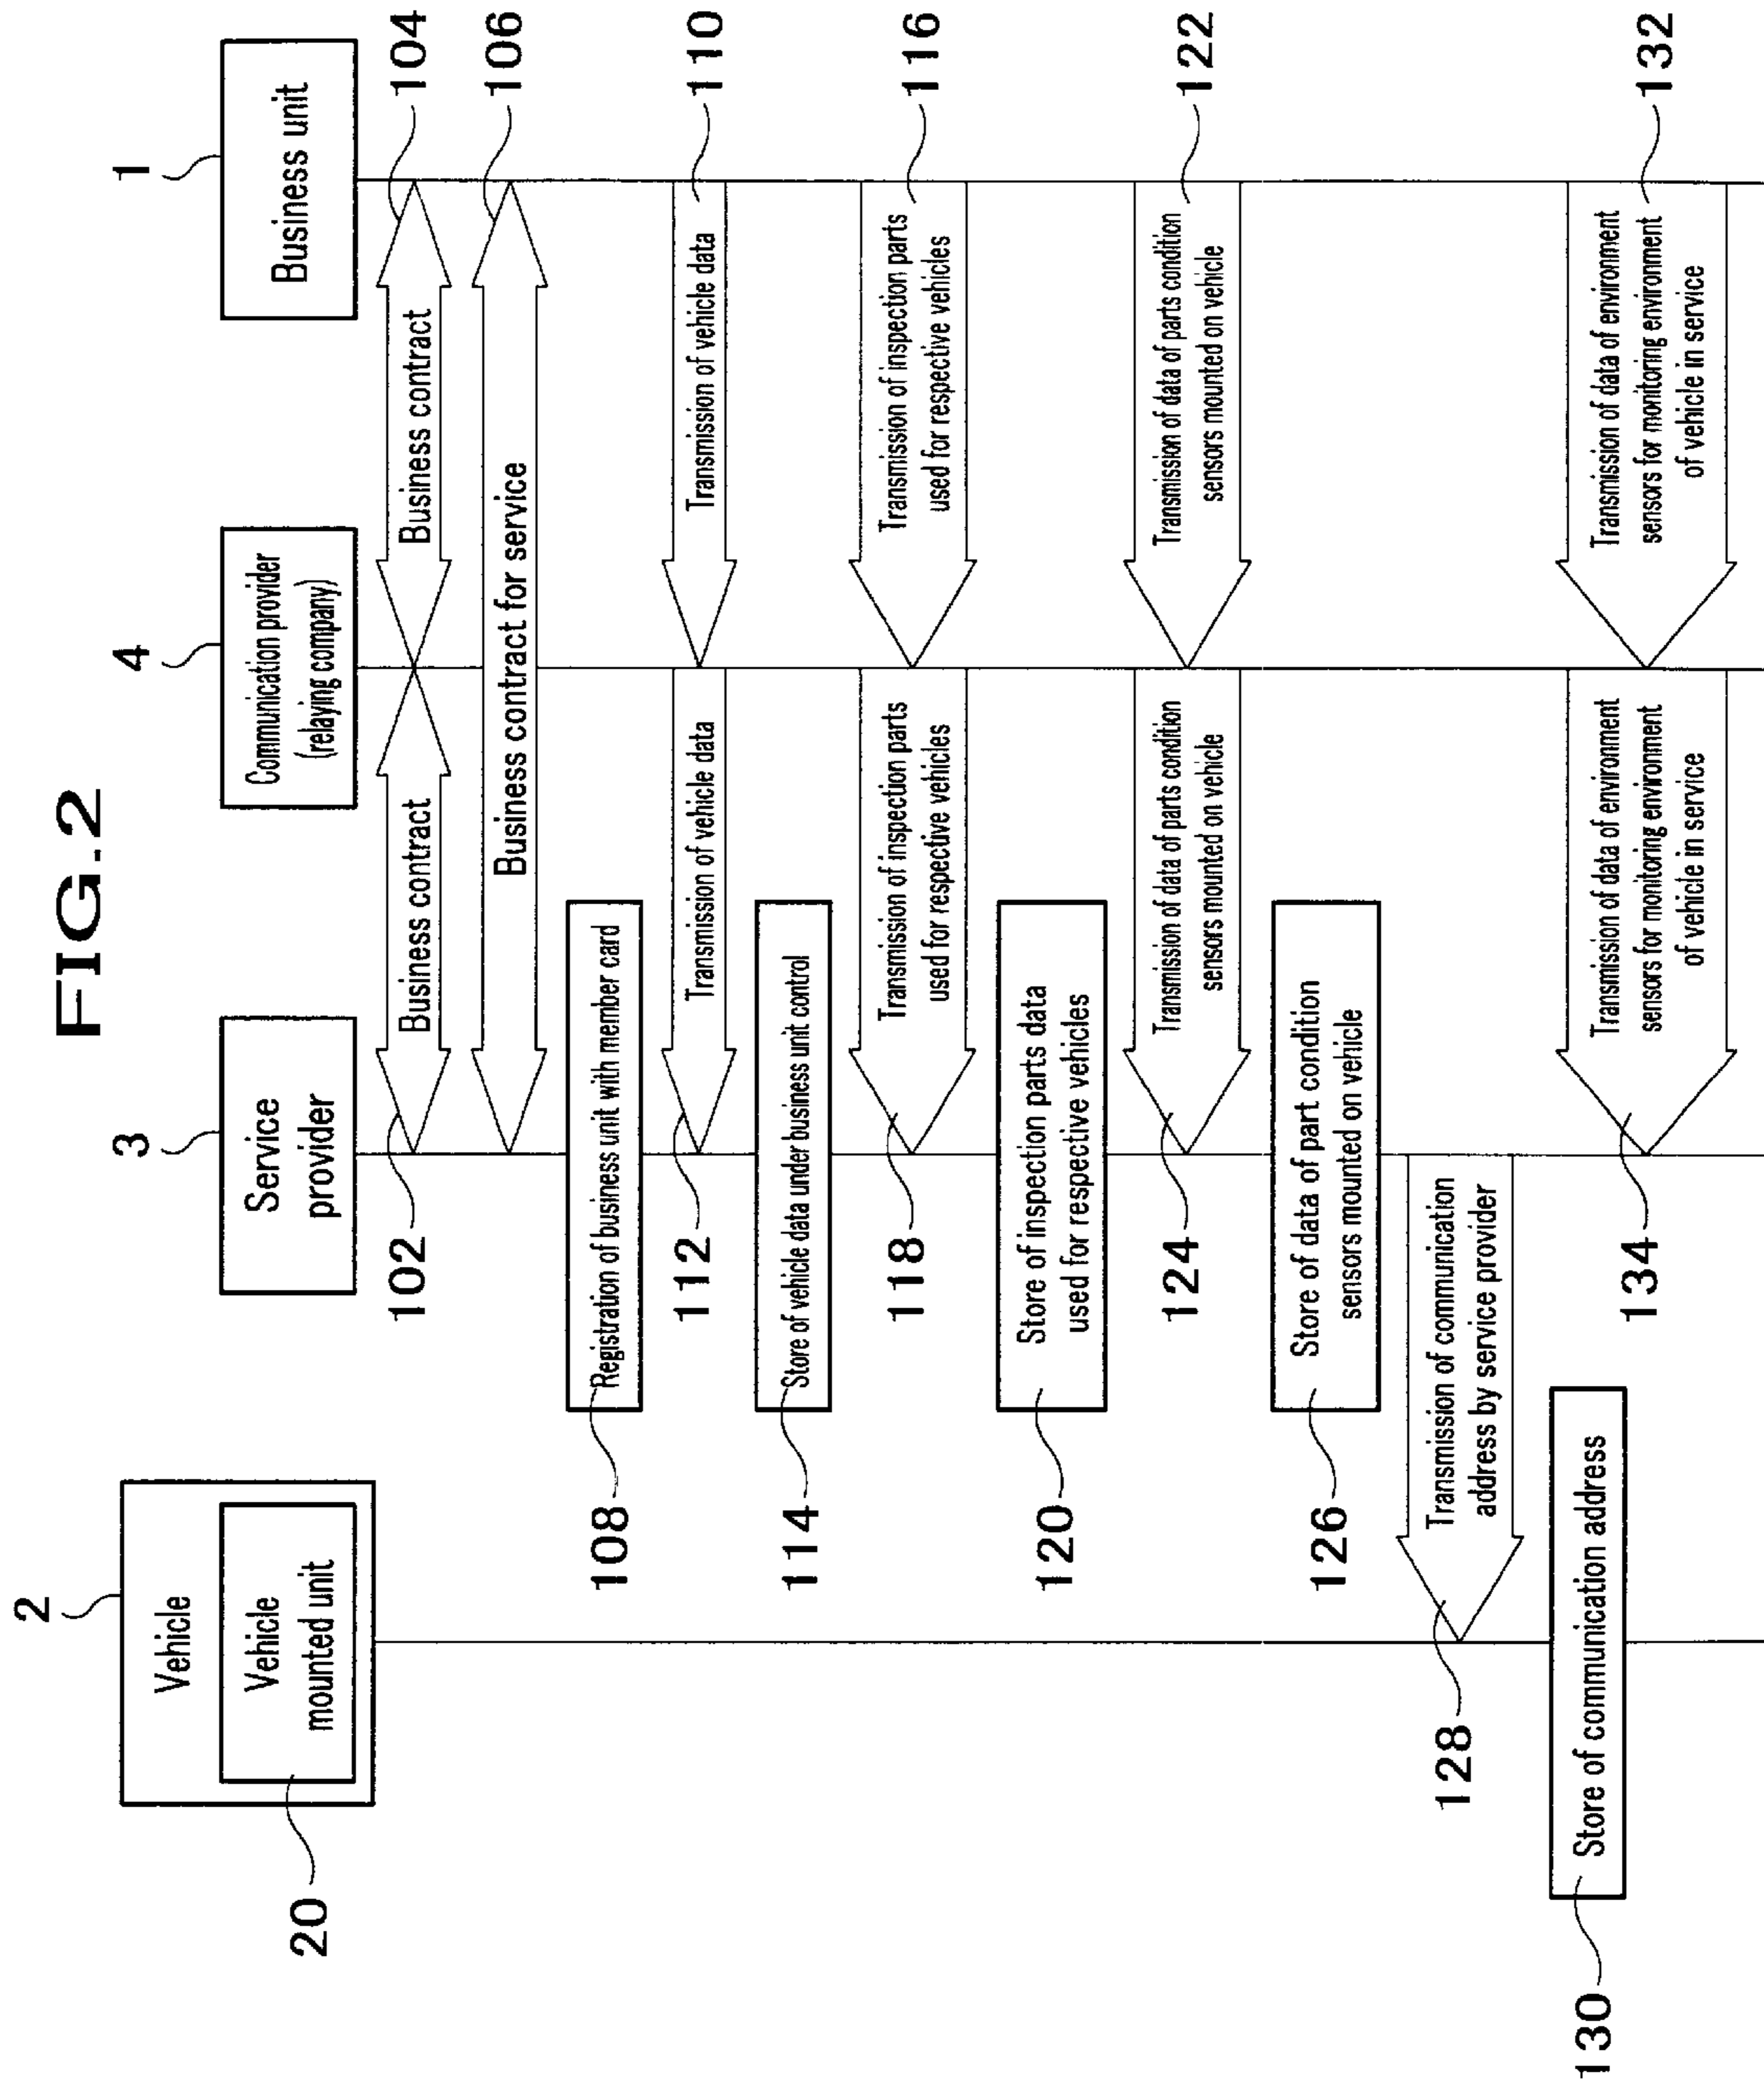 FIG.2
2
Vehicle
Vehicle
mounted unit
20
3
Service
provider
4
Communication provider
(relaying company)
1
Business unit
102
Business contract
Business contract
104
Business contract for service
106
108
Registration of business unit with member card
112
Transmission of vehicle data
Transmission of vehicle data
110
114
Store of vehicle data under business unit control
118
Transmission of inspection parts
used for respective vehicles
Transmission of inspection parts
used for respective vehicles
116
120
Store of inspection parts data
used for respective vehicles
124
Transmission of data of parts condition
sensors mounted on vehicle
Transmission of data of parts condition
sensors mounted on vehicle
122
126
Store of data of part condition
sensors mounted on vehicle
128
Transmission of communication
address by service provider
130
Store of communication address
134
Transmission of data of environment
sensors for monitoring environment
of vehicle in service
Transmission of data of environment
sensors for monitoring environment
of vehicle in service
132